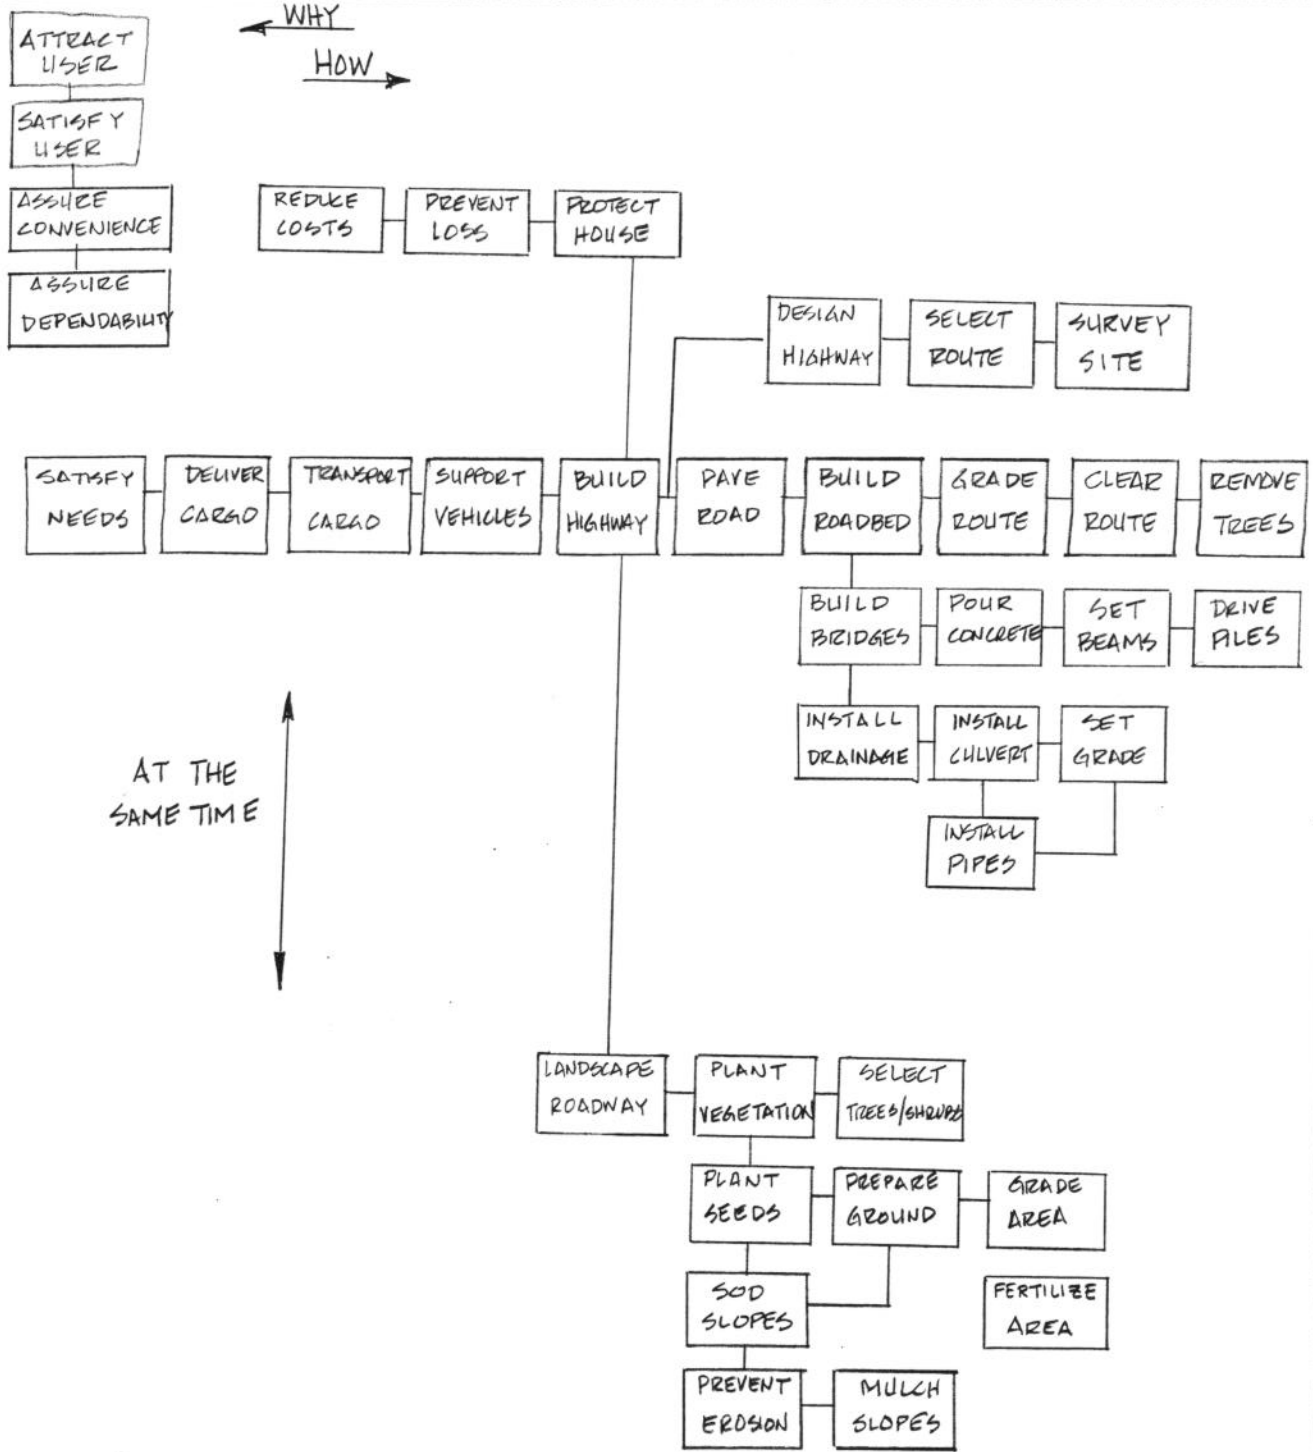 WHY
HOW
ATTRACT
USER
SATISFY
USER
ASSURE
CONVENIENCE
ASSURE
DEPENDABILITY
REDUCE
COSTS
PREVENT
LOSS
PROTECT
HOUSE
DESIGN
HIGHWAY
SELECT
ROUTE
SURVEY
SITE
SATISFY
NEEDS
DELIVER
CARGO
TRANSPORT
CARGO
SUPPORT
VEHICLES
BUILD
HIGHWAY
PAVE
ROAD
BUILD
ROADBED
GRADE
ROUTE
CLEAR
ROUTE
REMOVE
TREES
BUILD
BRIDGES
POUR
CONCRETE
SET
BEAMS
DRIVE
PILES
INSTALL
DRAINAGE
INSTALL
CULVERT
SET
GRADE
INSTALL
PIPES
AT THE
SAME TIME
LANDSCAPE
ROADWAY
PLANT
VEGETATION
SELECT
TREES/SHRUBS
PLANT
SEEDS
PREPARE
GROUND
GRADE
AREA
SOD
SLOPES
FERTILIZE
AREA
PREVENT
EROSION
MULCH
SLOPES